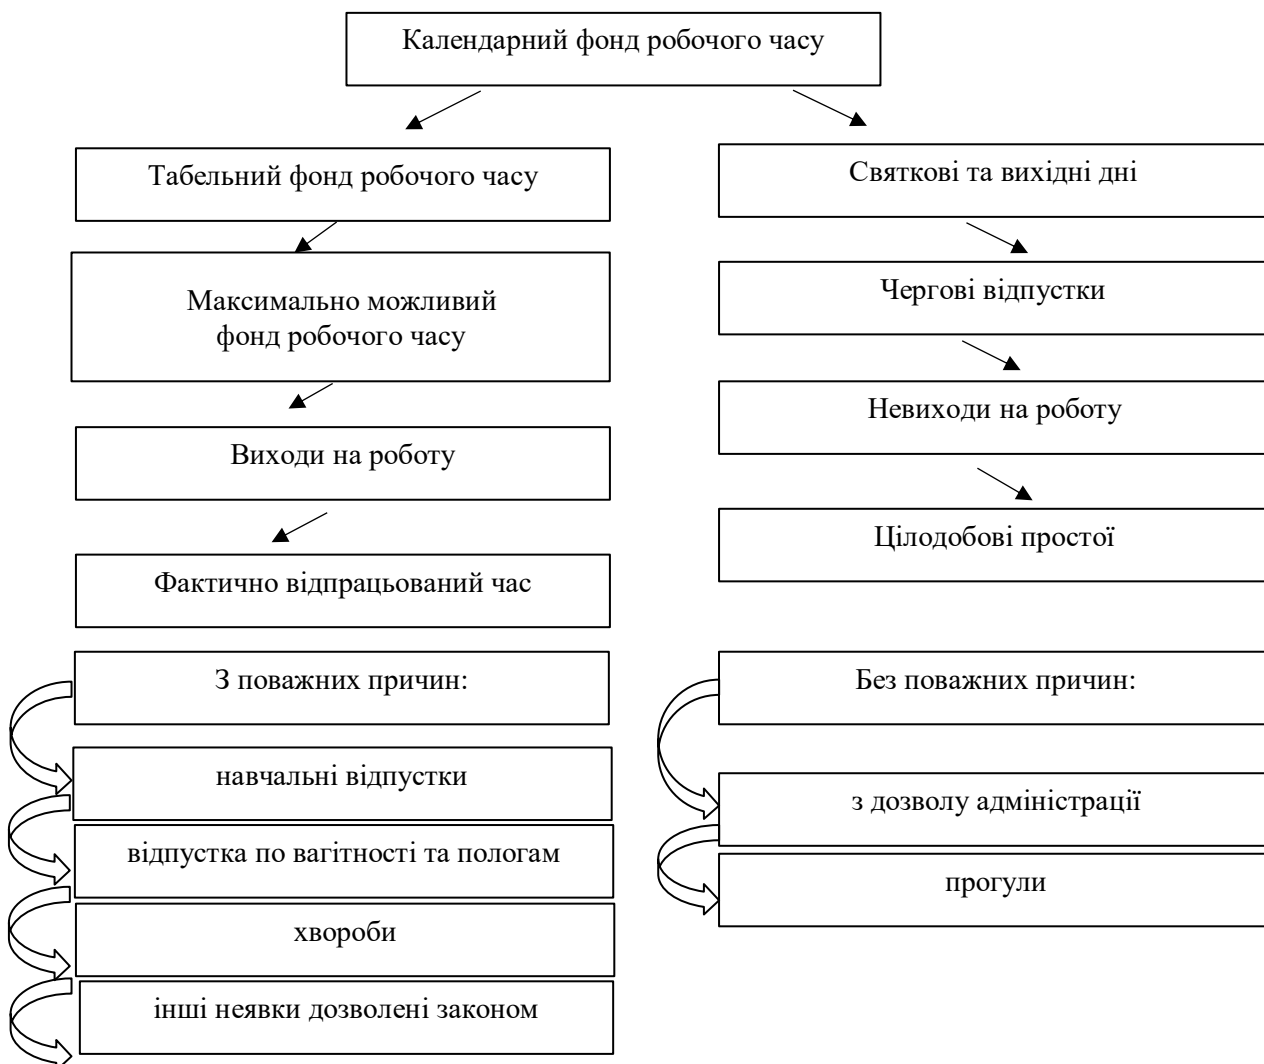 Календарний фонд робочого часу
Табельний фонд робочого часу
Святкові та вихідні дні
Максимально можливий
фонд робочого часу
Чергові відпустки
Виходи на роботу
Невиходи на роботу
Фактично відпрацьований час
Цілодобові простої
З поважних причин:
навчальні відпустки
відпустка по вагітності та пологам
хвороби
інші неявки дозволені законом
Без поважних причин:
з дозволу адміністрації
прогули